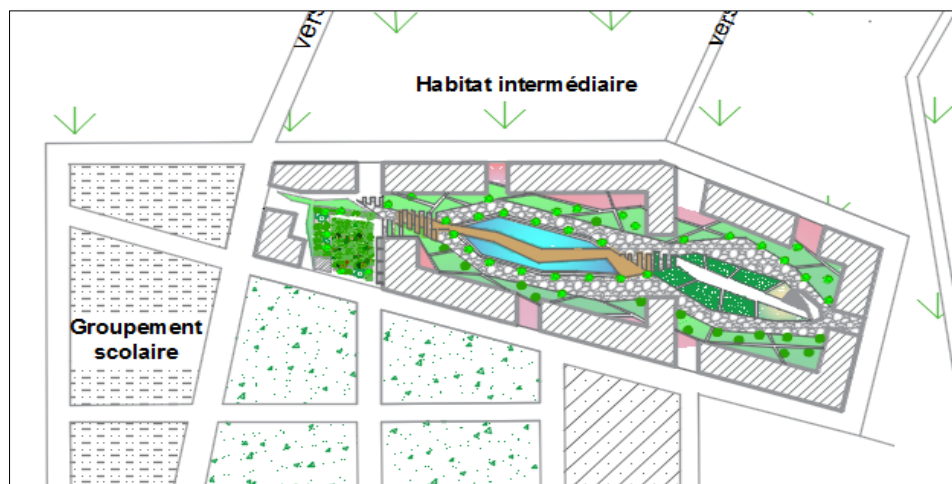 vers
vers
Habitat intermédiaire
Groupement
scolaire